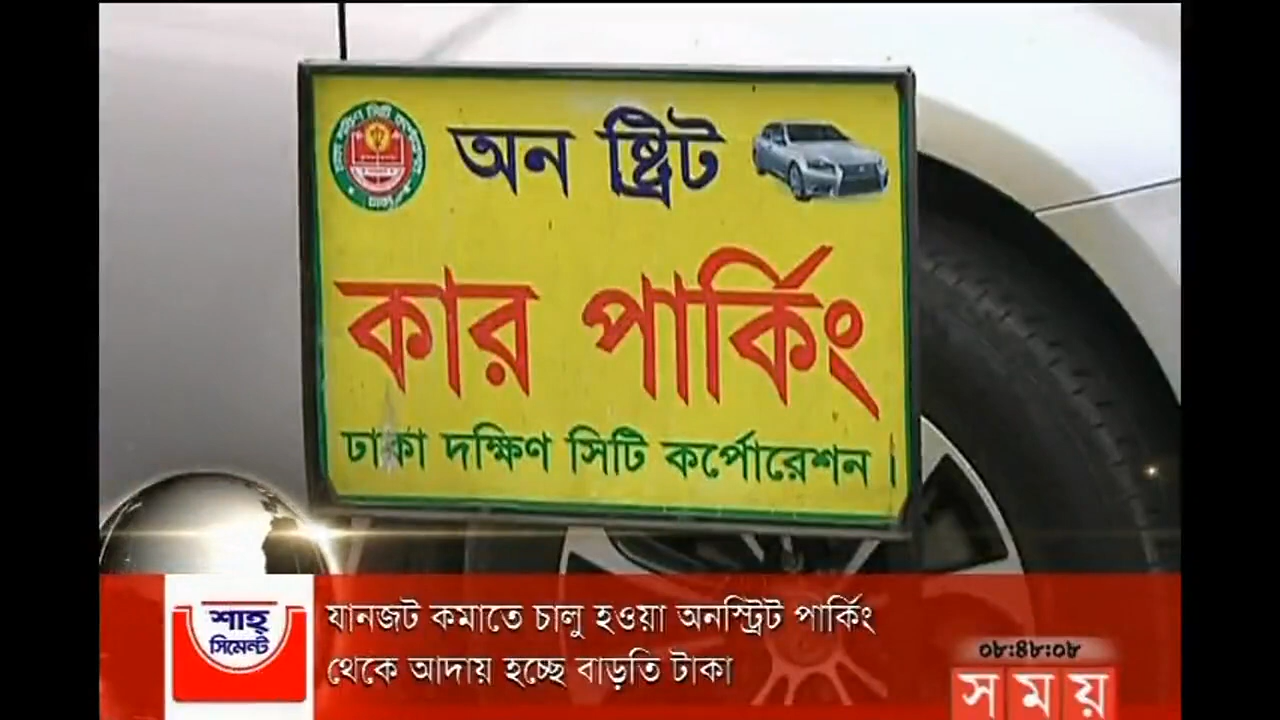 অন ষ্ট্রিট
কার পার্কিং
ঢাকা দক্ষিণ সিটি কর্পোরেশন ।
শাহ্
সিমেন্ট
যানজট কমাতে চালু হওয়া অনস্ট্রিট পার্কিং
থেকে আদায় হচ্ছে বাড়তি টাকা
০৮:৪৮:০৮
সময়